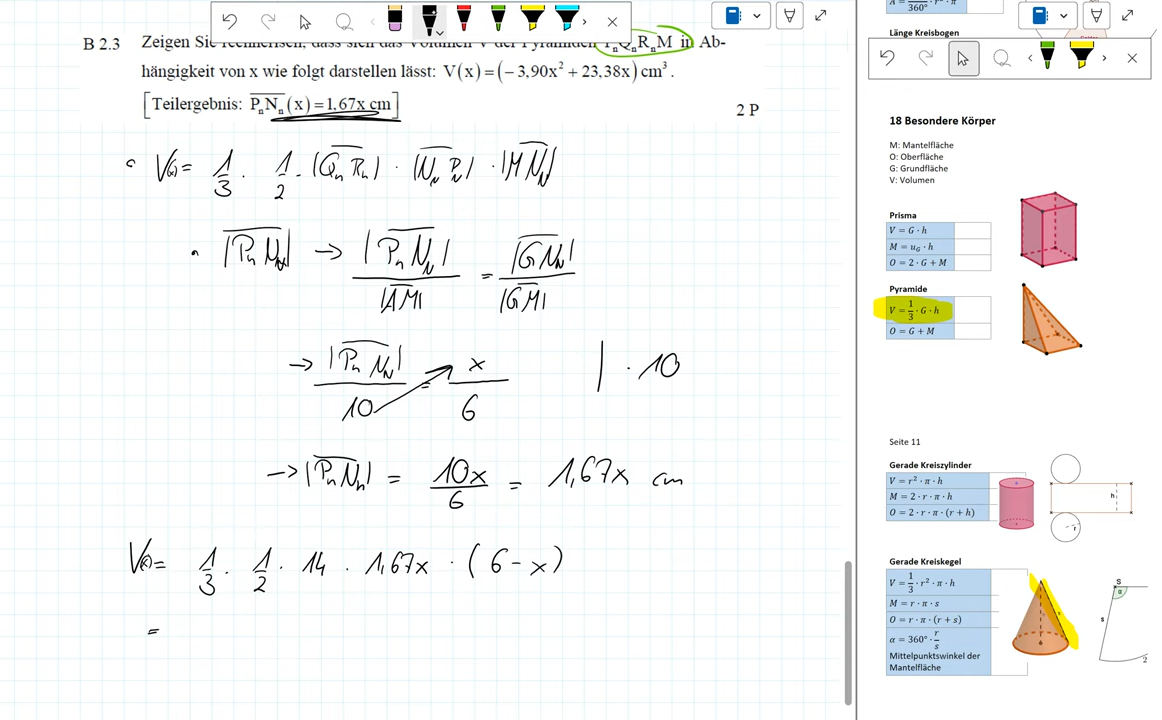 B 2.3 Zeigen Sie rechnerisch, dass sich das Volumen V der Pyramiden PₙQₙRₙM in Ab-
hängigkeit von x wie folgt darstellen lässt: V(x) = (−3,90x² + 23,38x) cm³.
[Teilergebnis: PₙNₙ(x) = 1,67x cm]
2 P
V(x) = 1/3 · 1/2 · |QₙRₙ| · |NₙPₙ| · |MNₙ|
• |PₙNₙ| → |PₙNₙ|/|AM| = |GNₙ|/|GM|
→ |PₙNₙ|/10 = x/6 | · 10
→ |PₙNₙ| = 10x/6 = 1,67x cm
V(x) = 1/3 · 1/2 · 14 · 1,67x · (6 − x)
=
360°
Länge Kreisbogen
18 Besondere Körper
M: Mantelfläche
O: Oberfläche
G: Grundfläche
V: Volumen
Prisma
V = G · h
M = u_G · h
O = 2 · G + M
Pyramide
V = 1/3 · G · h
O = G + M
Seite 11
Gerade Kreiszylinder
V = r² · π · h
M = 2 · r · π · h
O = 2 · r · π · (r + h)
h
r
Gerade Kreiskegel
V = 1/3 · r² · π · h
M = r · π · s
O = r · π · (r + s)
α = 360° · r/s
Mittelpunktswinkel der
Mantelfläche
S
α
s
2